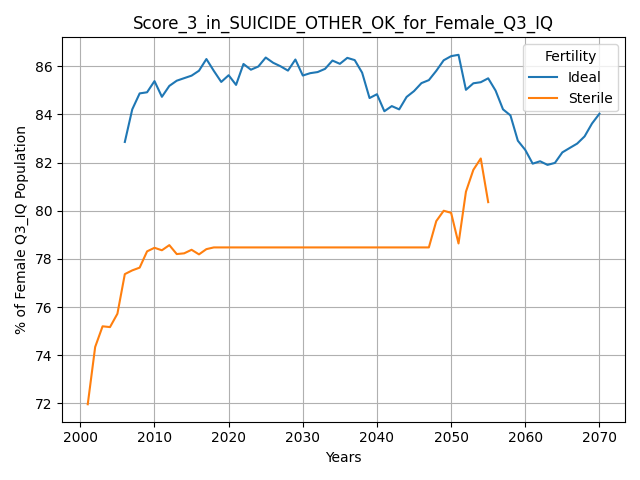 Score_3_in_SUICIDE_OTHER_OK_for_Female_Q3_IQ
% of Female Q3_IQ Population
86
84
82
80
78
76
74
72
Fertility
Ideal
Sterile
2000 2010 2020 2030 2040 2050 2060 2070
Years